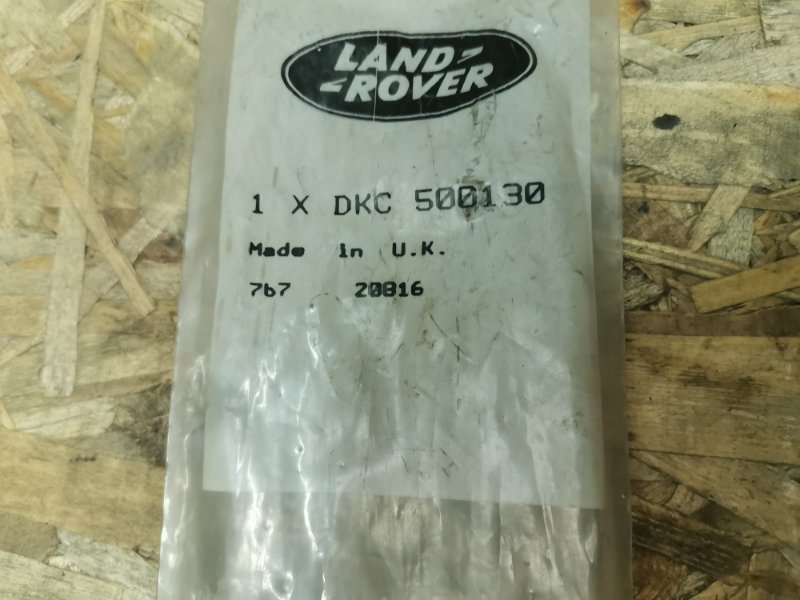 LAND
ROVER
1 X DKC 500130
Made in U.K.
767 20816